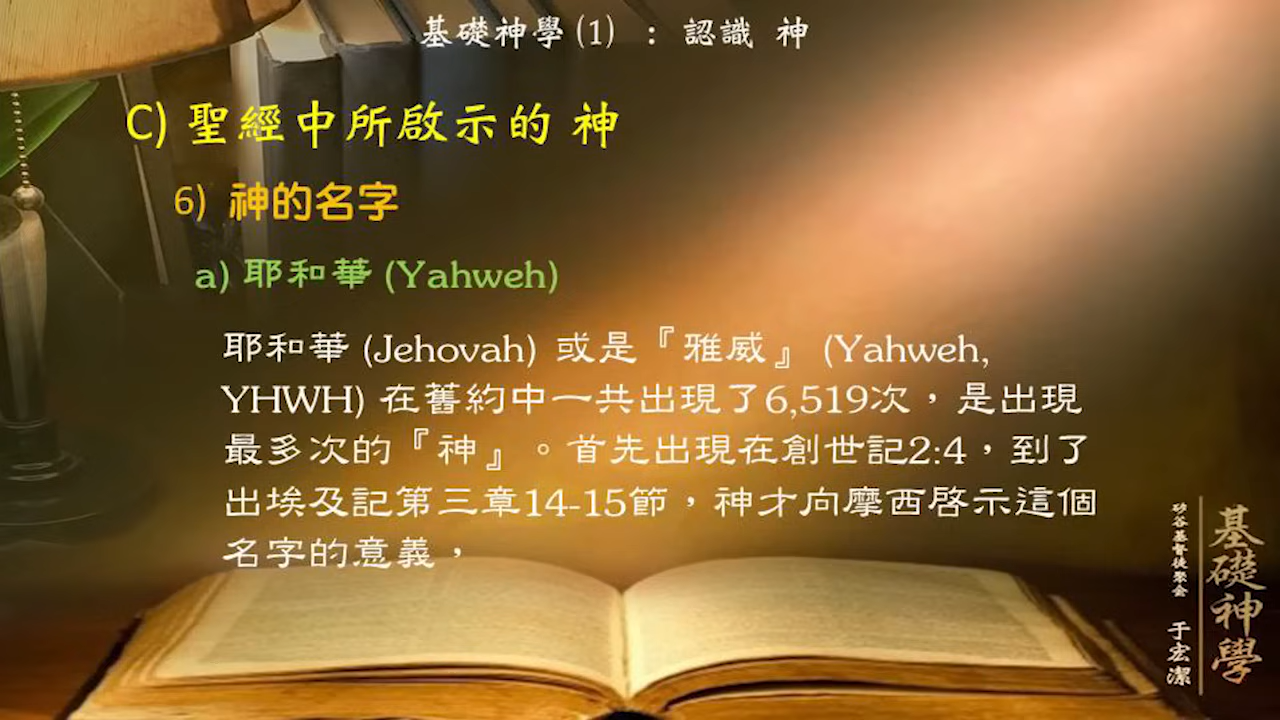 基礎神學 (1) : 認識 神
C) 聖經中所啟示的 神
6) 神的名字
a) 耶和華 (Yahweh)
耶和華 (Jehovah) 或是『雅威』 (Yahweh,
YHWH) 在舊約中一共出現了6,519次，是出現
最多次的『神』。首先出現在創世記2:4，到了
出埃及記第三章14-15節，神才向摩西啓示這個
名字的意義，
基礎神學
矽谷基督徒聚會 于宏潔